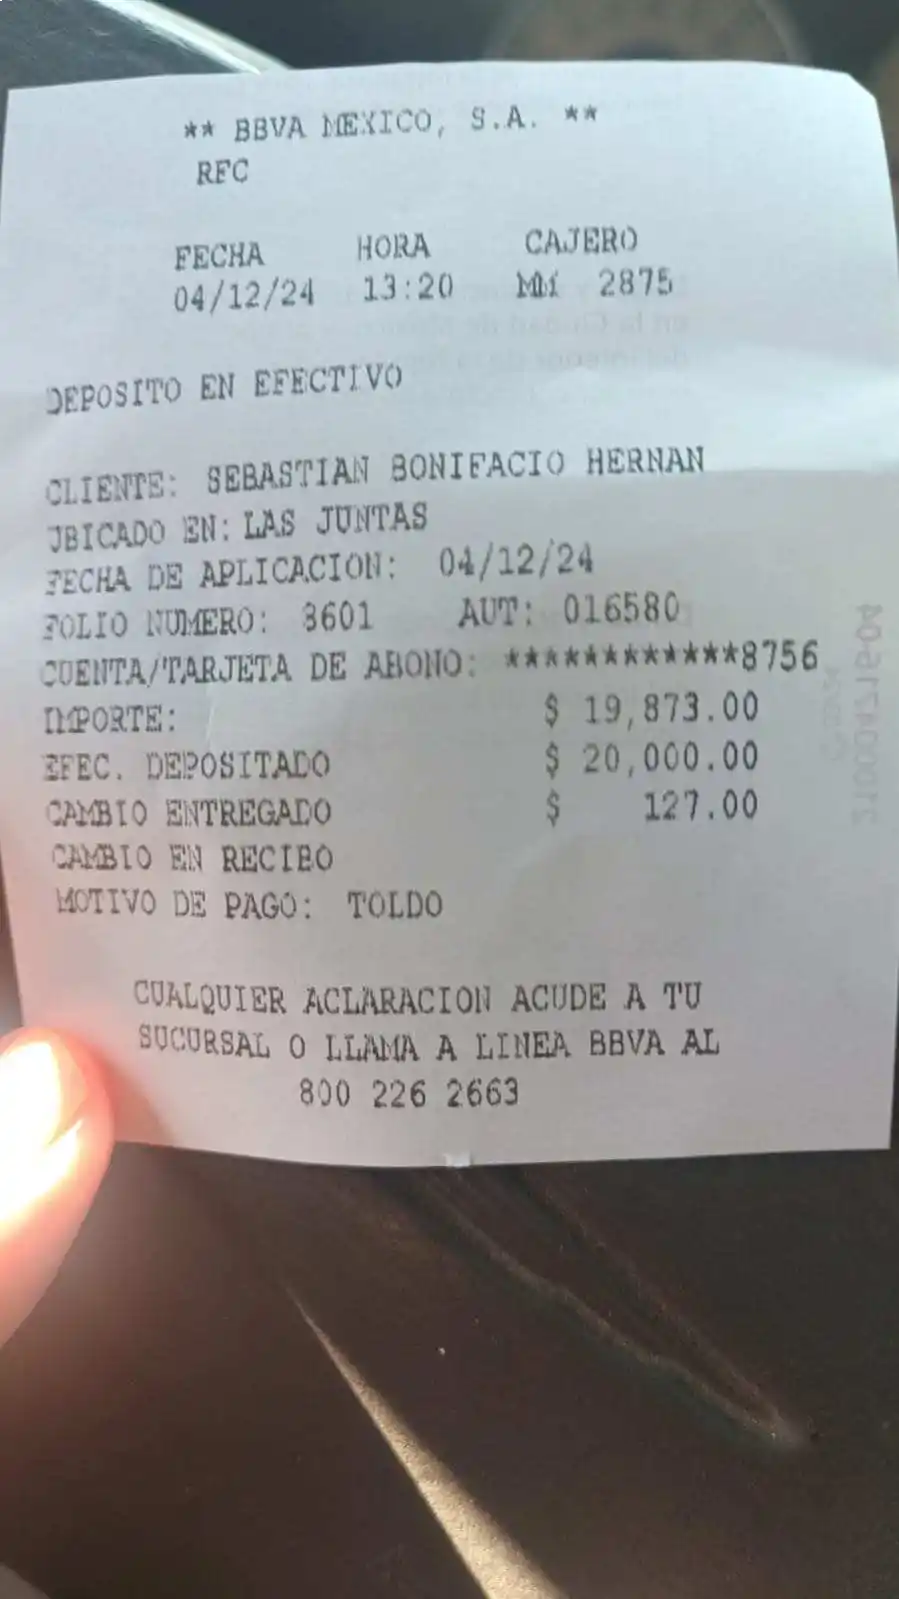 ** BBVA MEXICO, S.A. **
RFC
FECHA HORA CAJERO
04/12/24 13:20 MM 2875
DEPOSITO EN EFECTIVO
CLIENTE: SEBASTIAN BONIFACIO HERNAN
UBICADO EN: LAS JUNTAS
FECHA DE APLICACION: 04/12/24
FOLIO NUMERO: 3601 AUT: 016580
CUENTA/TARJETA DE ABONO: ************8756
IMPORTE: $ 19,873.00
EFEC. DEPOSITADO $ 20,000.00
CAMBIO ENTREGADO $ 127.00
CAMBIO EN RECIBO
MOTIVO DE PAGO: TOLDO
CUALQUIER ACLARACION ACUDE A TU
SUCURSAL O LLAMA A LINEA BBVA AL
800 226 2663